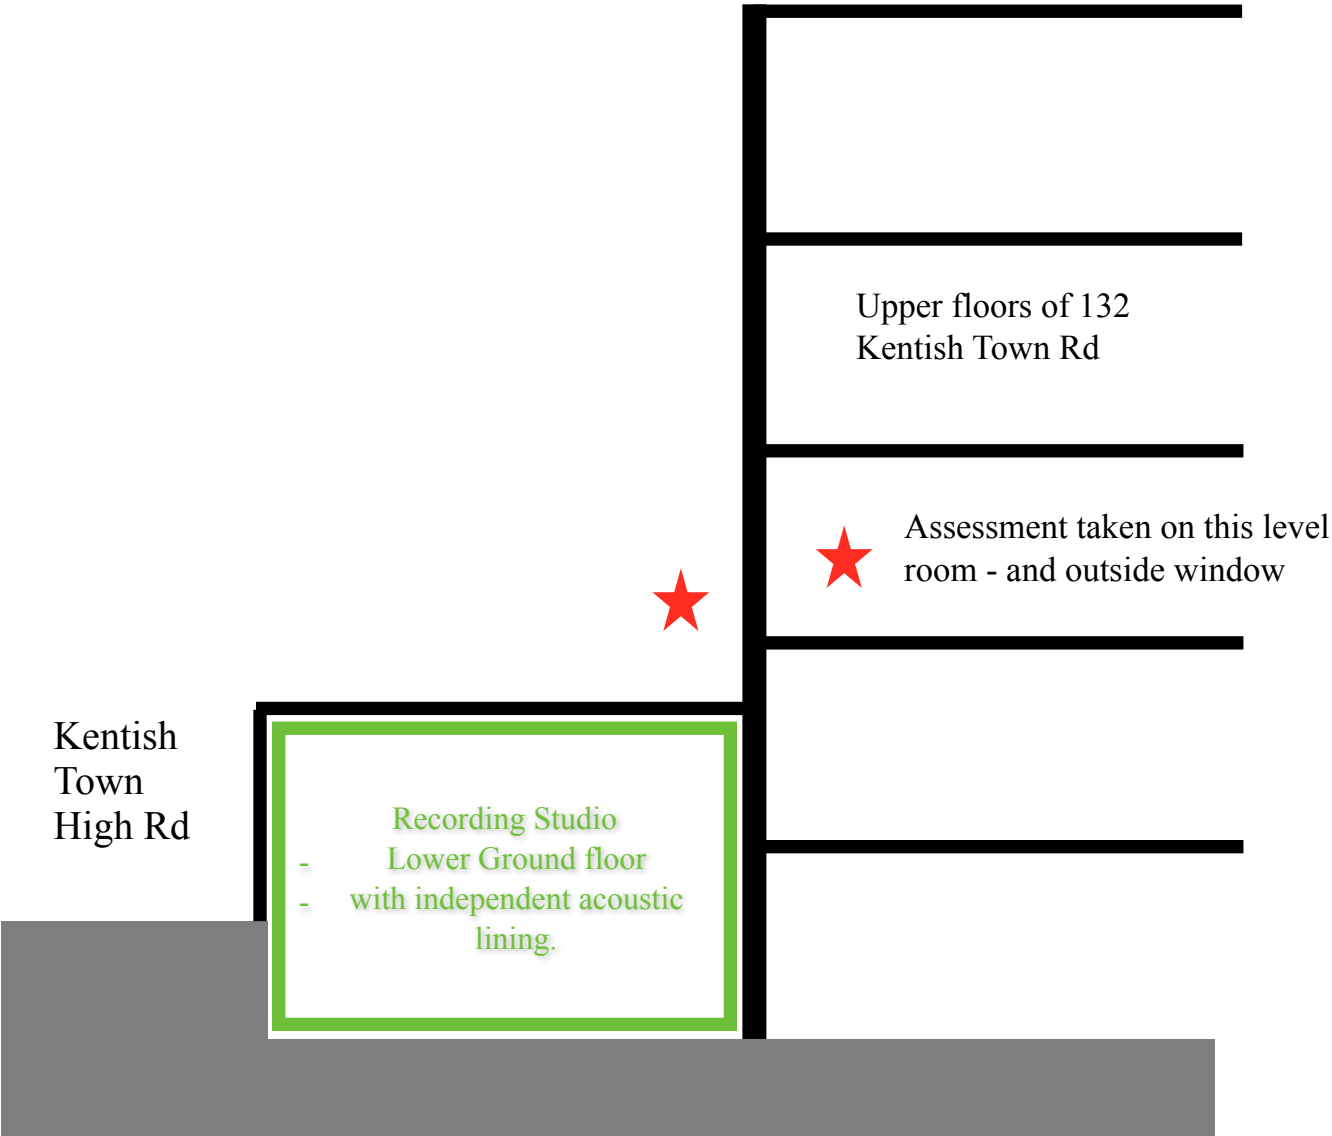 Upper floors of 132
Kentish Town Rd
Assessment taken on this level
room - and outside window
Kentish
Town
High Rd
Recording Studio
- Lower Ground floor
- with independent acoustic
lining.